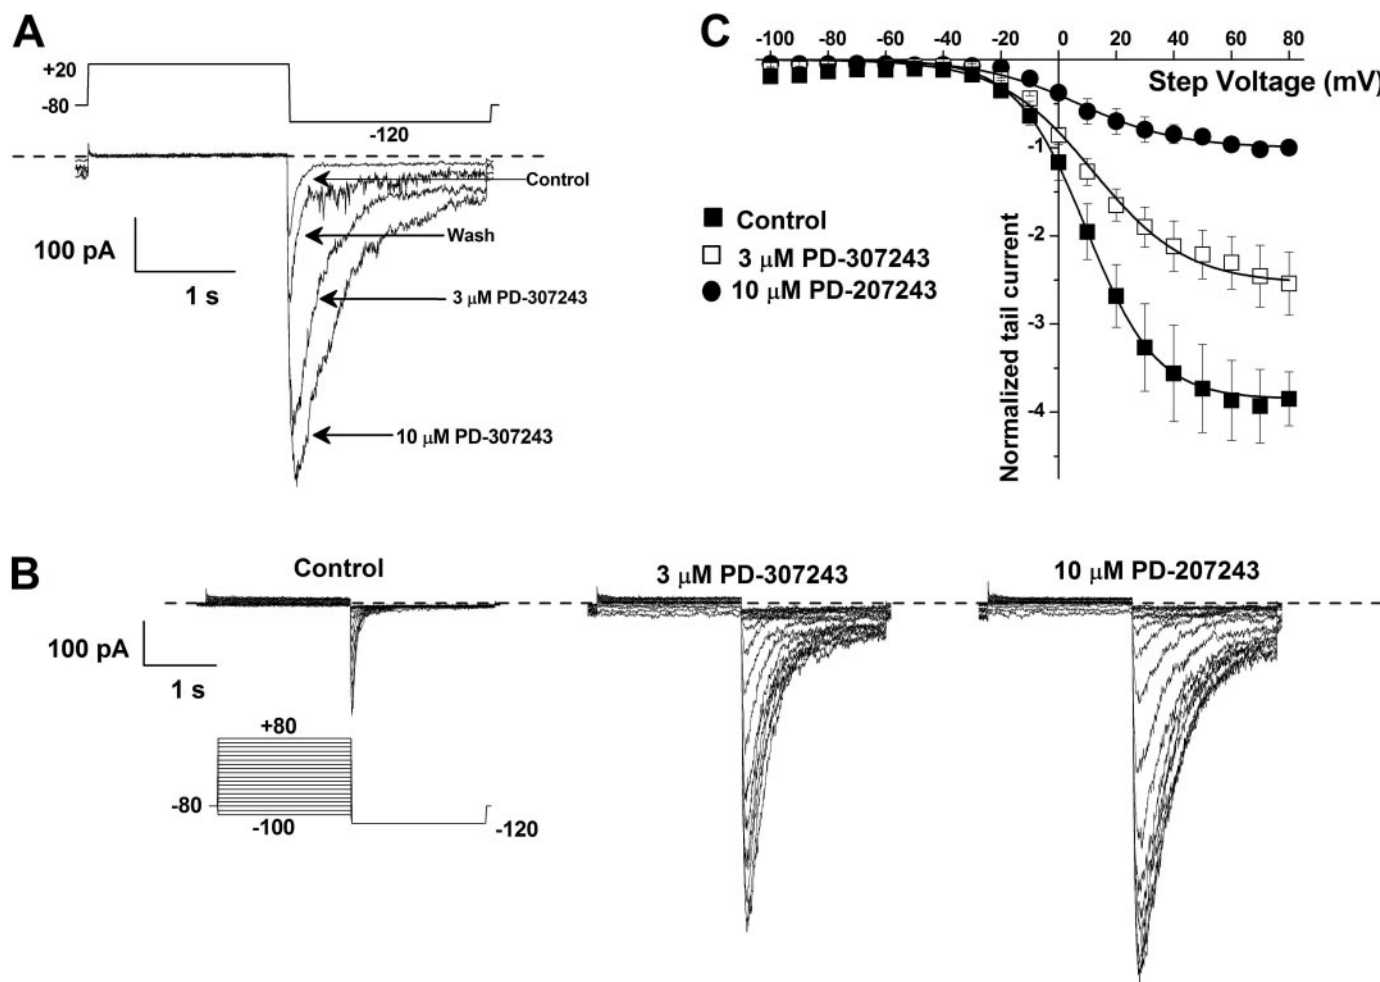 A
+20
-80
-120
Control
Wash
100 pA
1 s
3 μM PD-307243
10 μM PD-307243
C
-100 -80 -60 -40 -20 0 20 40 60 80
Step Voltage (mV)
-1
-2
-3
-4
Normalized tail current
Control
3 μM PD-307243
10 μM PD-207243
B
Control
3 μM PD-307243
10 μM PD-207243
100 pA
1 s
+80
-80
-100
-120